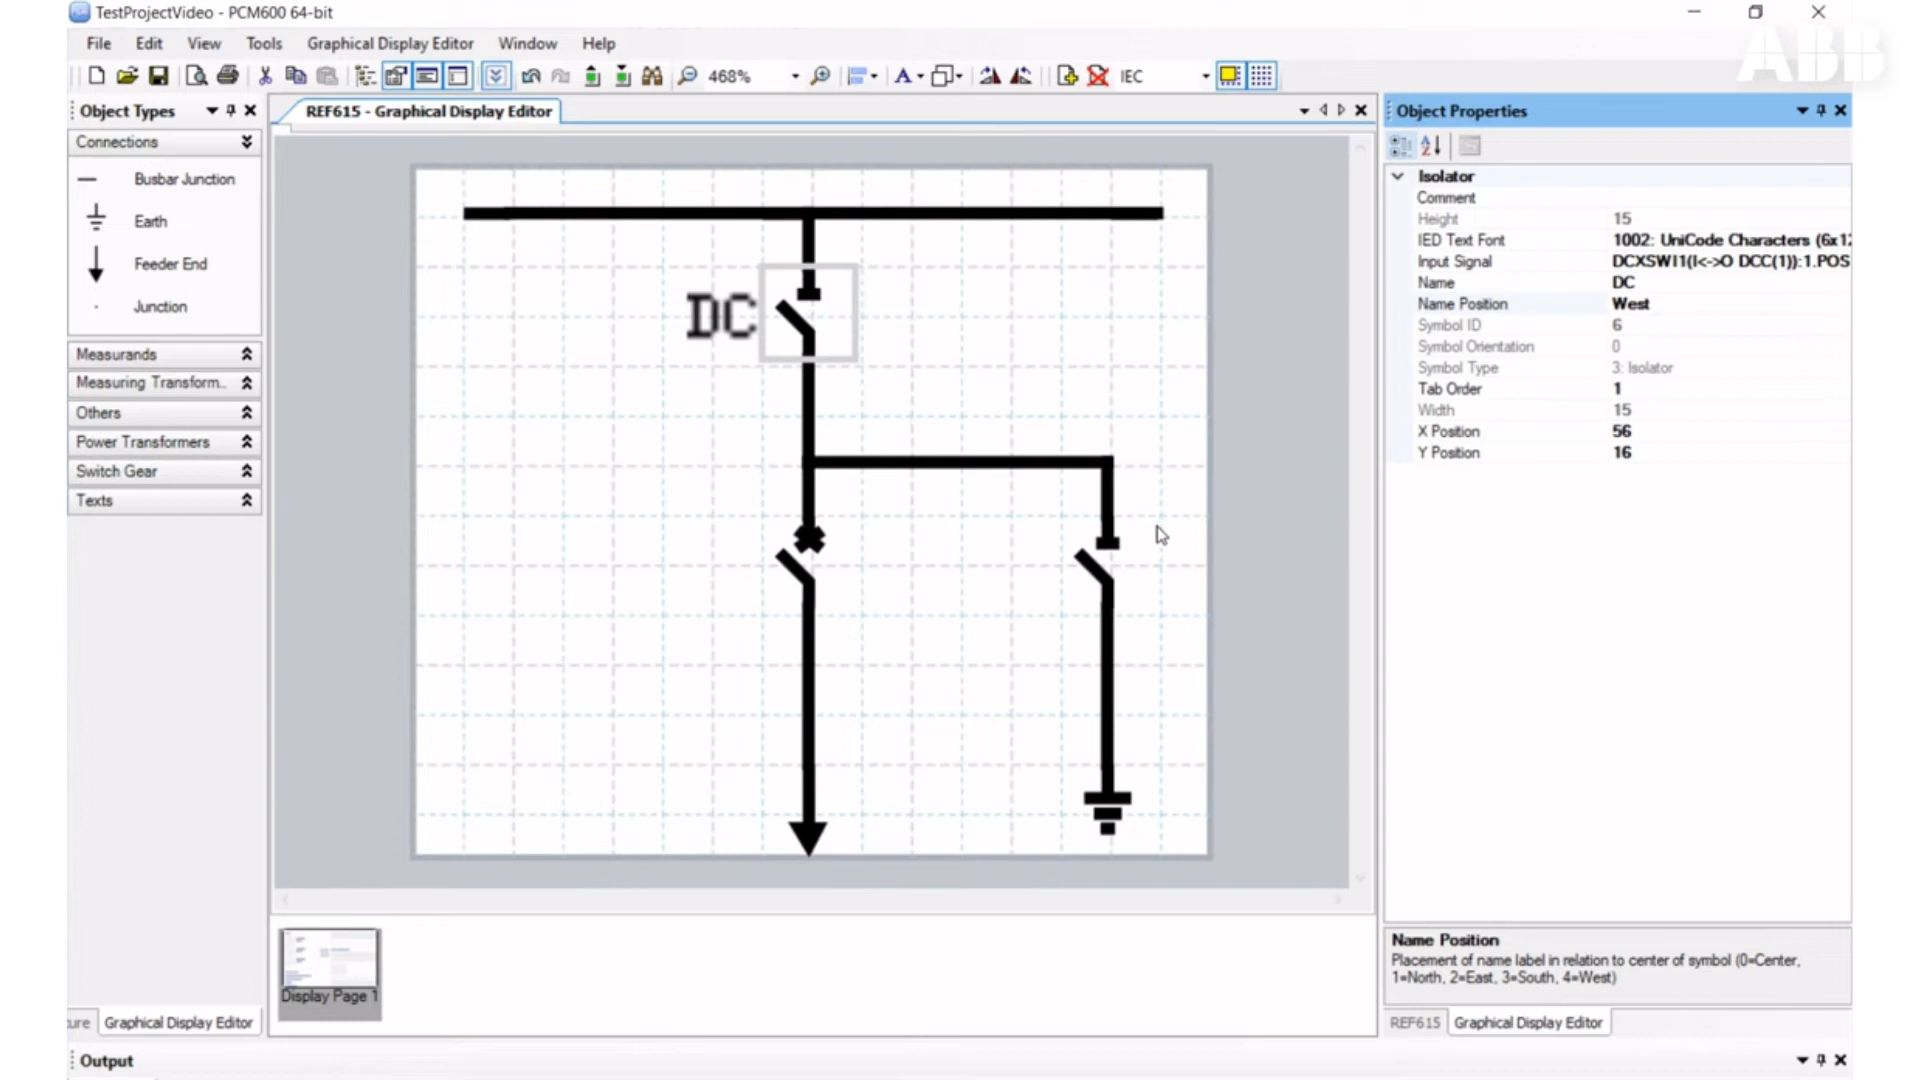 TestProjectVideo - PCM600 64-bit
ABB
File Edit View Tools Graphical Display Editor Window Help
468%
IEC
Object Types
REF615 - Graphical Display Editor
Object Properties
Connections
Busbar Junction
Earth
Feeder End
Junction
Measurands
Measuring Transform..
Others
Power Transformers
Switch Gear
Texts
DC
Isolator
Comment
Height 15
IED Text Font 1002: UniCode Characters (6x12
Input Signal DCXSWI1(I<->O DCC(1)):1.POS
Name DC
Name Position West
Symbol ID 6
Symbol Orientation 0
Symbol Type 3: Isolator
Tab Order 1
Width 15
X Position 56
Y Position 16
Display Page 1
Name Position
Placement of name label in relation to center of symbol (0=Center,
1=North, 2=East, 3=South, 4=West)
ure Graphical Display Editor
REF615 Graphical Display Editor
Output